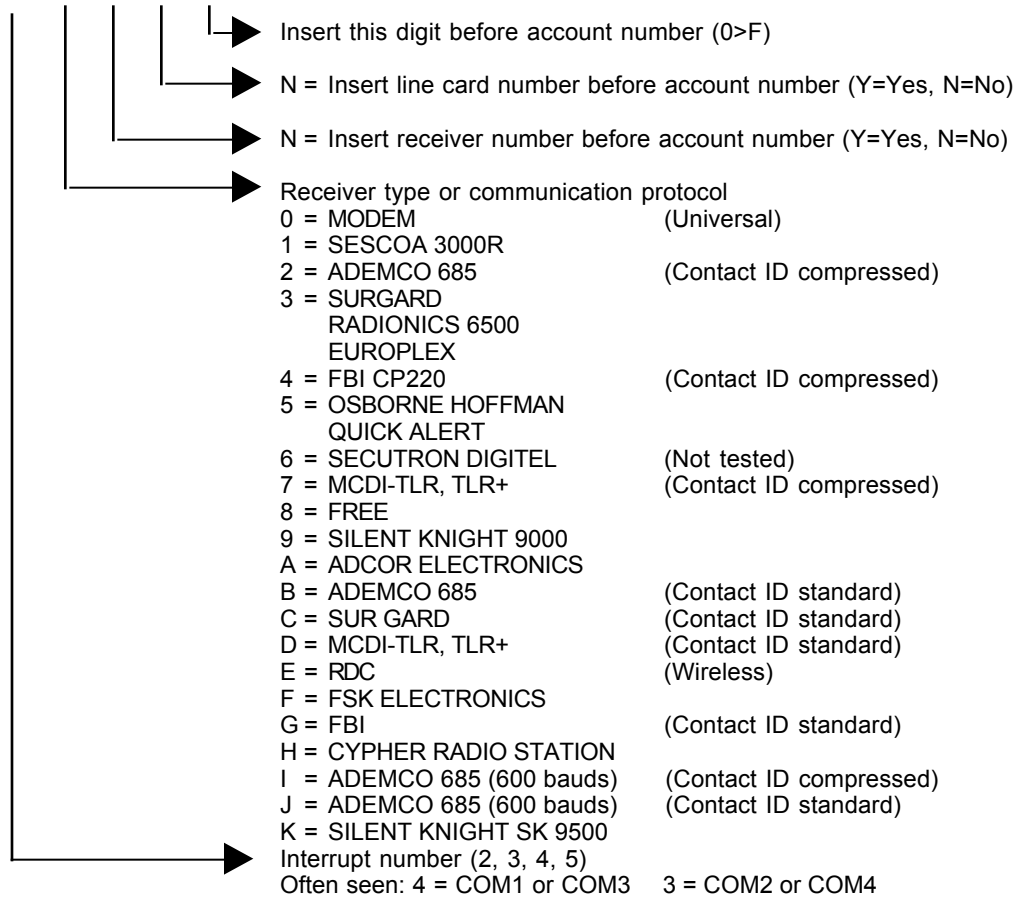 Insert this digit before account number (0>F)
N = Insert line card number before account number (Y=Yes, N=No)
N = Insert receiver number before account number (Y=Yes, N=No)
Receiver type or communication protocol
0 = MODEM (Universal)
1 = SESCOA 3000R
2 = ADEMCO 685 (Contact ID compressed)
3 = SURGARD
RADIONICS 6500
EUROPLEX
4 = FBI CP220 (Contact ID compressed)
5 = OSBORNE HOFFMAN
QUICK ALERT
6 = SECUTRON DIGITEL (Not tested)
7 = MCDI-TLR, TLR+ (Contact ID compressed)
8 = FREE
9 = SILENT KNIGHT 9000
A = ADCOR ELECTRONICS
B = ADEMCO 685 (Contact ID standard)
C = SUR GARD (Contact ID standard)
D = MCDI-TLR, TLR+ (Contact ID standard)
E = RDC (Wireless)
F = FSK ELECTRONICS
G = FBI (Contact ID standard)
H = CYPHER RADIO STATION
I = ADEMCO 685 (600 bauds) (Contact ID compressed)
J = ADEMCO 685 (600 bauds) (Contact ID standard)
K = SILENT KNIGHT SK 9500
Interrupt number (2, 3, 4, 5)
Often seen: 4 = COM1 or COM3 3 = COM2 or COM4